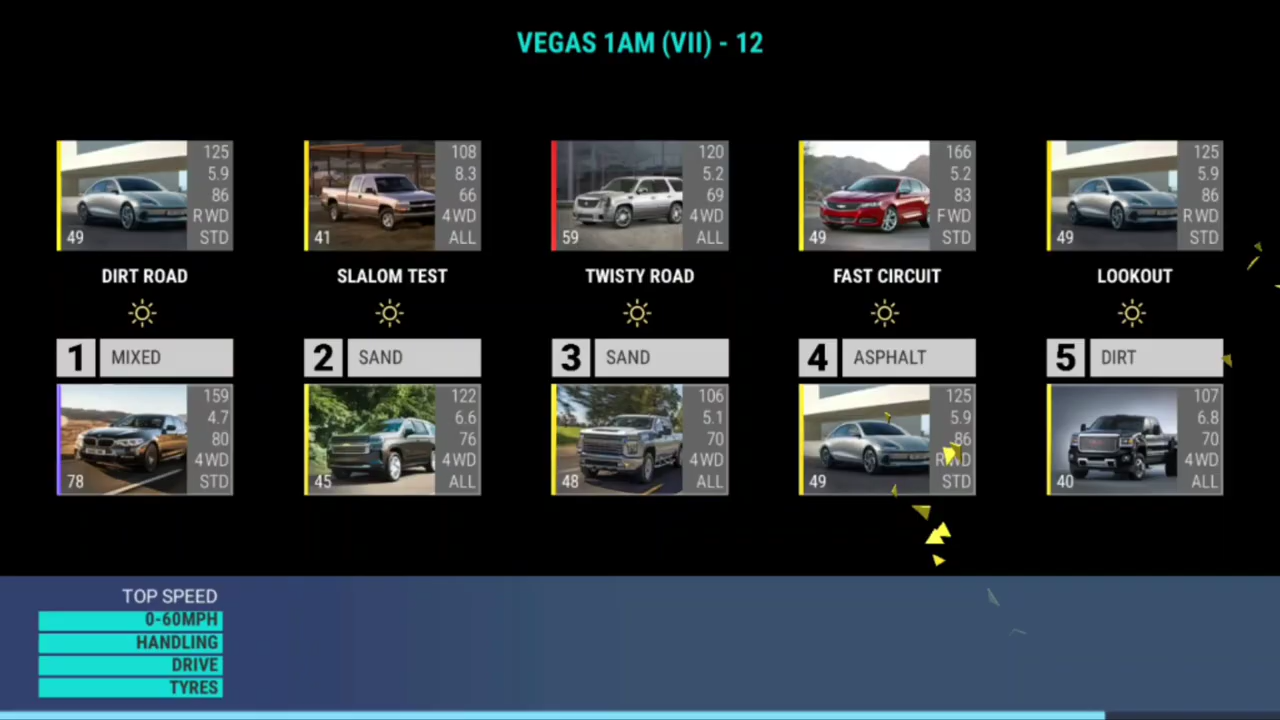 VEGAS 1AM (VII) - 12
125
5.9
86
RWD
49 STD
108
8.3
66
4WD
41 ALL
120
5.2
69
4WD
59 ALL
166
5.2
83
FWD
49 STD
125
5.9
86
RWD
49 STD
DIRT ROAD
SLALOM TEST
TWISTY ROAD
FAST CIRCUIT
LOOKOUT
1 MIXED
2 SAND
3 SAND
4 ASPHALT
5 DIRT
159
4.7
80
4WD
78 STD
122
6.6
76
4WD
45 ALL
106
5.1
70
4WD
48 ALL
125
5.9
86
RWD
49 STD
107
6.8
70
4WD
40 ALL
TOP SPEED
0-60MPH
HANDLING
DRIVE
TYRES